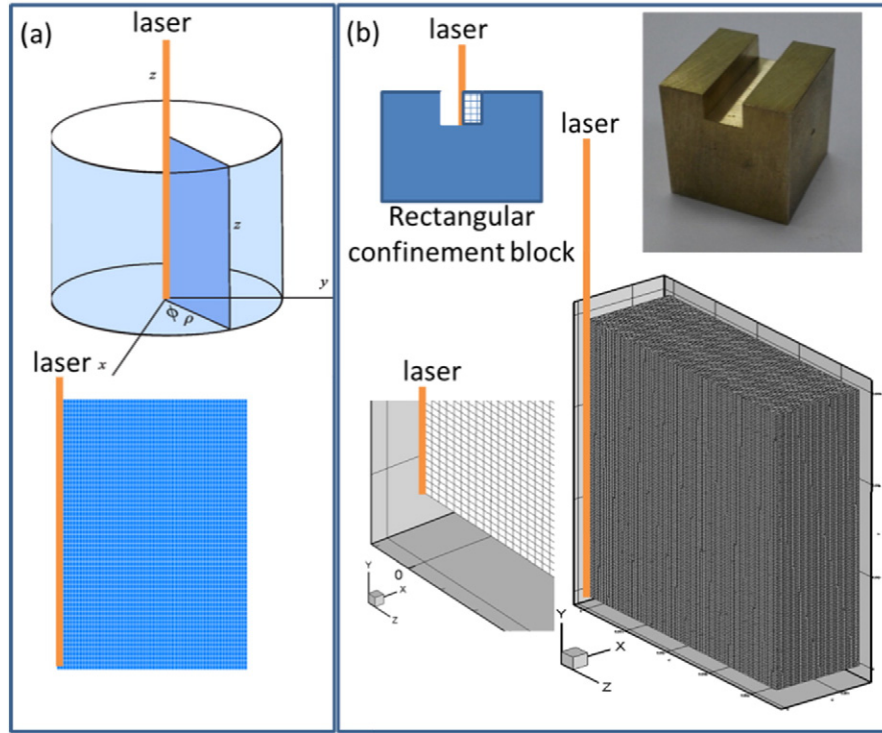 (a)
laser
z
z
y
ϕ
ρ
x
laser
(b)
laser
laser
Rectangular
confinement block
laser
0
Y
X
Z
Y
X
Z